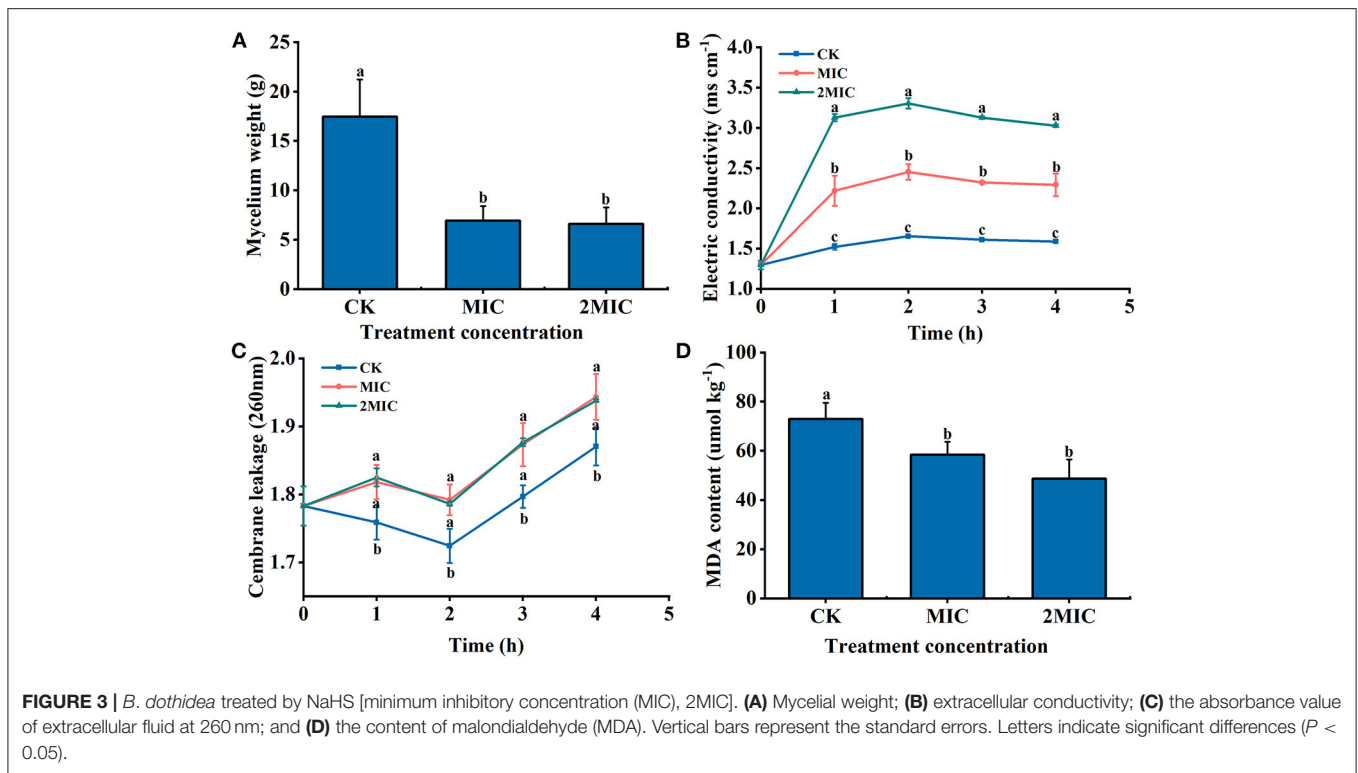 A
25
20
15
10
5
0
Mycelium weight (g)
a
b
b
CK MIC 2MIC
Treatment concentration
B
CK
MIC
2MIC
4.0
3.5
3.0
2.5
2.0
1.5
1.0
Electric conductivity (ms cm⁻¹)
a a a a
b b b b
c c c c
0 1 2 3 4 5
Time (h)
C
CK
MIC
2MIC
2.0
1.9
1.8
1.7
Cembrane leakage (260nm)
a a a a
a a a a
b b b b
0 1 2 3 4 5
Time (h)
D
100
80
60
40
20
0
MDA content (umol kg⁻¹)
a
b
b
CK MIC 2MIC
Treatment concentration
FIGURE 3 | B. dothidea treated by NaHS [minimum inhibitory concentration (MIC), 2MIC]. (A) Mycelial weight; (B) extracellular conductivity; (C) the absorbance value
of extracellular fluid at 260 nm; and (D) the content of malondialdehyde (MDA). Vertical bars represent the standard errors. Letters indicate significant differences (P <
0.05).